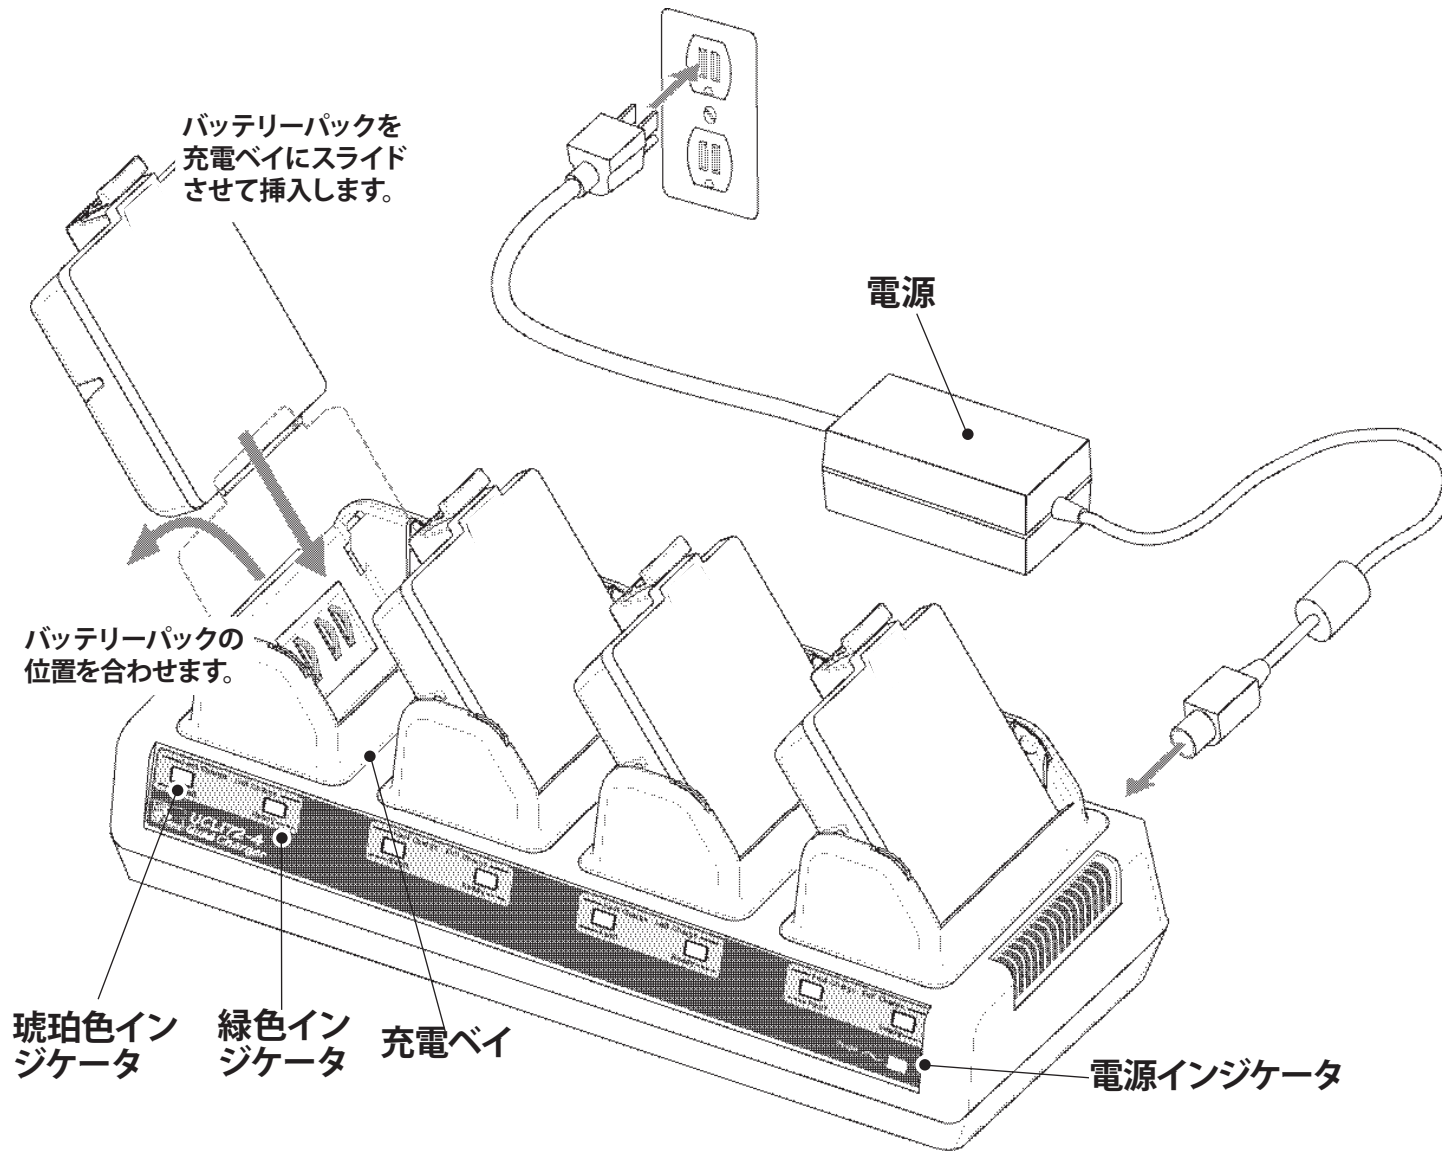 バッテリーパックを
充電ベイにスライド
させて挿入します。
電源
バッテリーパックの
位置を合わせます。
UCLI72-4
Quad Charger
琥珀色イン
ジケータ
緑色イン
ジケータ
充電ベイ
電源インジケータ